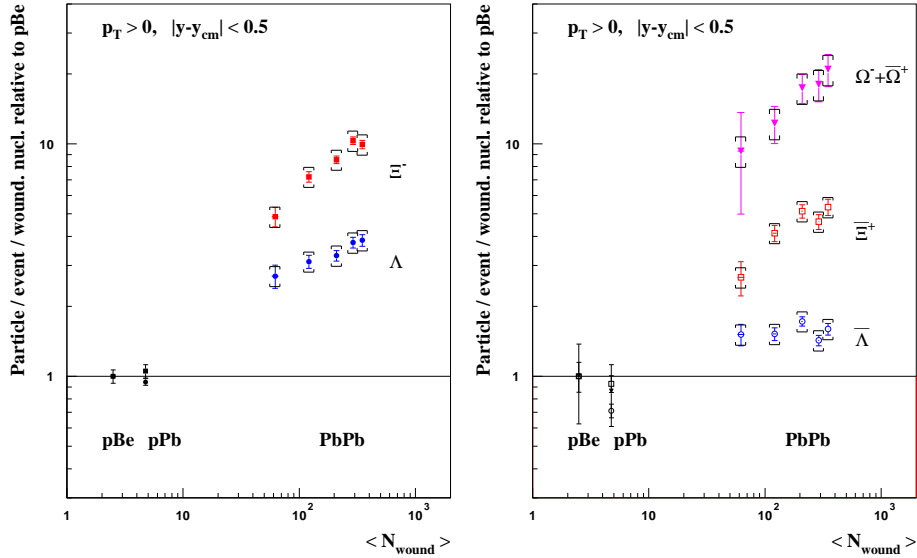 p_T > 0, |y-y_cm| < 0.5
Particle / event / wound. nucl. relative to pBe
10
1
Ξ⁻
Λ
pBe pPb PbPb
1 10 10² 10³
< N_wound >
p_T > 0, |y-y_cm| < 0.5
Particle / event / wound. nucl. relative to pBe
10
1
Ω⁻+Ω̅⁺
Ξ̅⁺
Λ̅
pBe pPb PbPb
1 10 10² 10³
< N_wound >